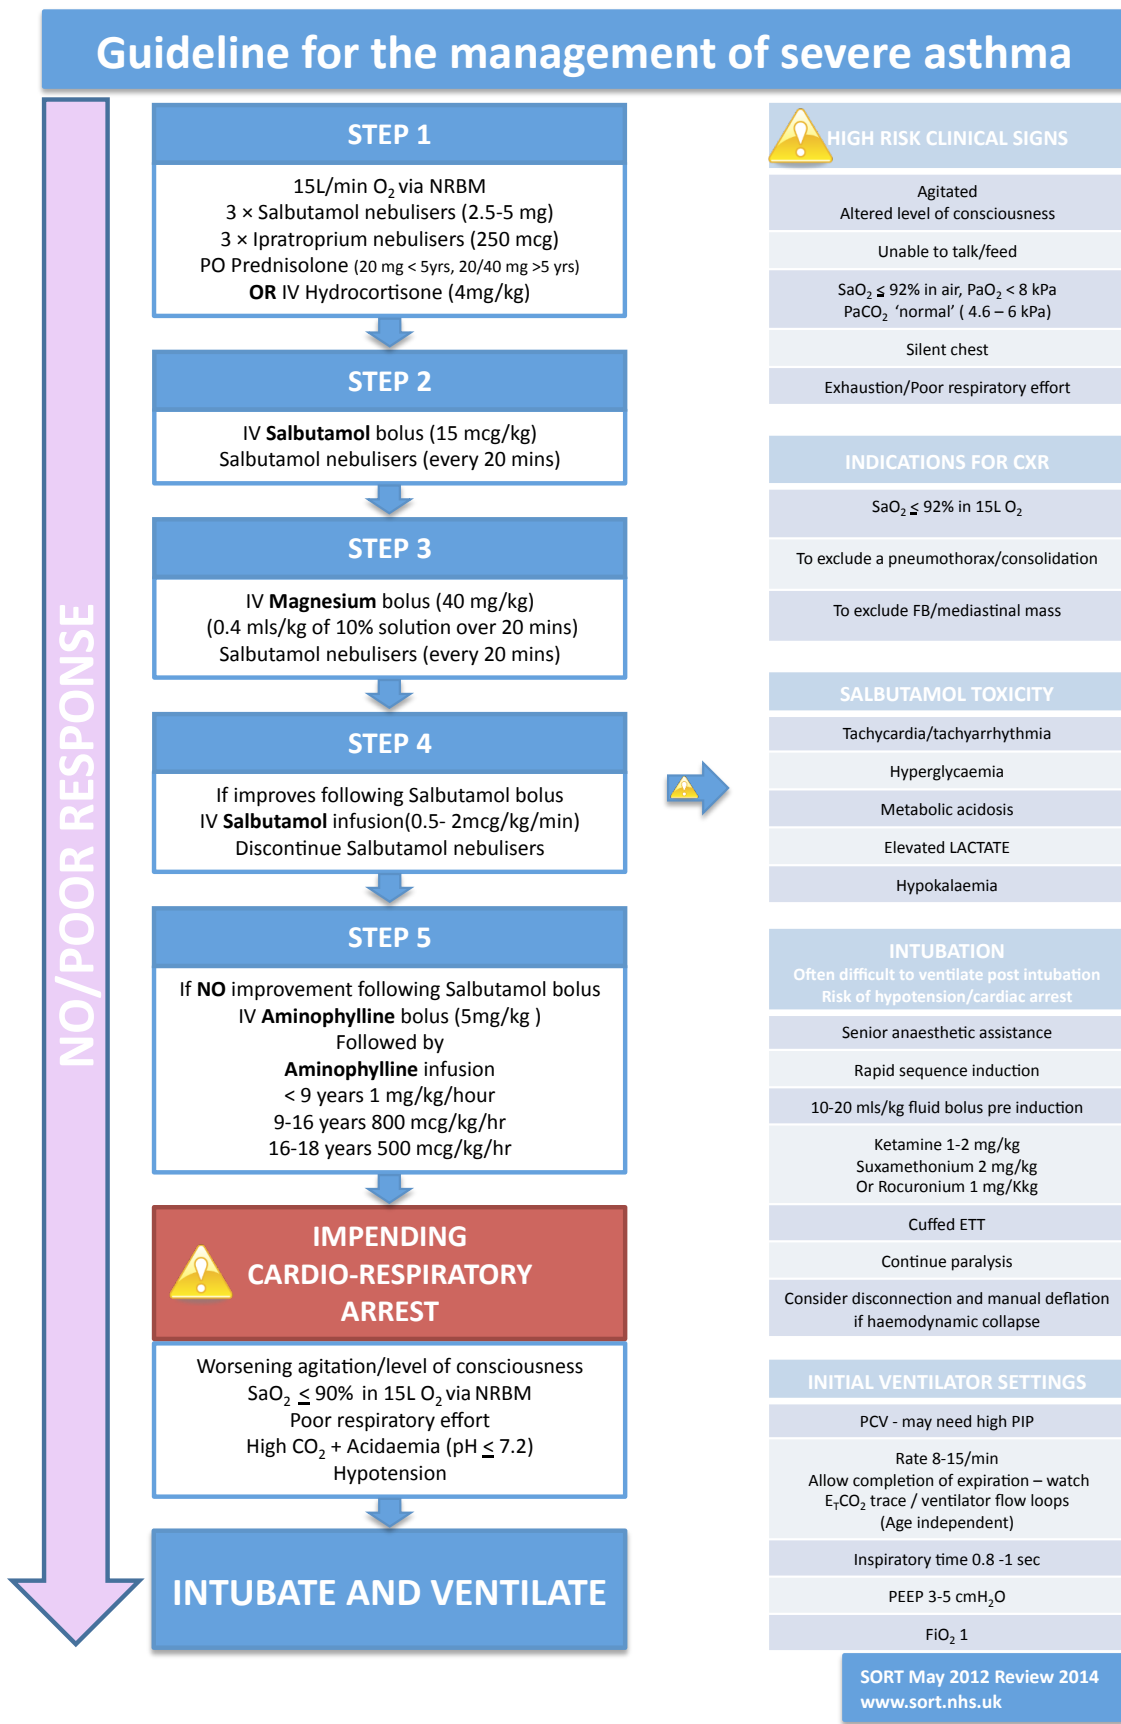 Guideline for the management of severe asthma
NO/POOR RESPONSE
STEP 1
15L/min O₂ via NRBM
3 × Salbutamol nebulisers (2.5-5 mg)
3 × Ipratroprium nebulisers (250 mcg)
PO Prednisolone (20 mg < 5yrs, 20/40 mg >5 yrs)
OR IV Hydrocortisone (4mg/kg)
STEP 2
IV Salbutamol bolus (15 mcg/kg)
Salbutamol nebulisers (every 20 mins)
STEP 3
IV Magnesium bolus (40 mg/kg)
(0.4 mls/kg of 10% solution over 20 mins)
Salbutamol nebulisers (every 20 mins)
STEP 4
If improves following Salbutamol bolus
IV Salbutamol infusion(0.5- 2mcg/kg/min)
Discontinue Salbutamol nebulisers
STEP 5
If NO improvement following Salbutamol bolus
IV Aminophylline bolus (5mg/kg )
Followed by
Aminophylline infusion
< 9 years 1 mg/kg/hour
9-16 years 800 mcg/kg/hr
16-18 years 500 mcg/kg/hr
IMPENDING
CARDIO-RESPIRATORY
ARREST
Worsening agitation/level of consciousness
SaO₂ ≤ 90% in 15L O₂ via NRBM
Poor respiratory effort
High CO₂ + Acidaemia (pH ≤ 7.2)
Hypotension
INTUBATE AND VENTILATE
HIGH RISK CLINICAL SIGNS
Agitated
Altered level of consciousness
Unable to talk/feed
SaO₂ ≤ 92% in air, PaO₂ < 8 kPa
PaCO₂ ‘normal’ ( 4.6 – 6 kPa)
Silent chest
Exhaustion/Poor respiratory effort
INDICATIONS FOR CXR
SaO₂ ≤ 92% in 15L O₂
To exclude a pneumothorax/consolidation
To exclude FB/mediastinal mass
SALBUTAMOL TOXICITY
Tachycardia/tachyarrhythmia
Hyperglycaemia
Metabolic acidosis
Elevated LACTATE
Hypokalaemia
INTUBATION
Often difficult to ventilate post intubation
Risk of hypotension/cardiac arrest
Senior anaesthetic assistance
Rapid sequence induction
10-20 mls/kg fluid bolus pre induction
Ketamine 1-2 mg/kg
Suxamethonium 2 mg/kg
Or Rocuronium 1 mg/Kkg
Cuffed ETT
Continue paralysis
Consider disconnection and manual deflation
if haemodynamic collapse
INITIAL VENTILATOR SETTINGS
PCV - may need high PIP
Rate 8-15/min
Allow completion of expiration – watch
EᴛCO₂ trace / ventilator flow loops
(Age independent)
Inspiratory time 0.8 -1 sec
PEEP 3-5 cmH₂O
FiO₂ 1
SORT May 2012 Review 2014
www.sort.nhs.uk